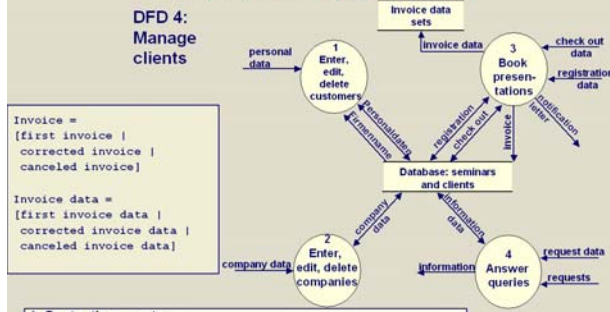 DFD 4:
Manage
clients
Invoice data
sets
personal
data
1
Enter,
edit,
delete
customers
invoice data
3
Book
presen-
tations
check out
data
registration
data
notification
letter
Personaldaten
Firmenname
registration
check out
invoice
Invoice =
[first invoice |
corrected invoice |
canceled invoice]
Invoice data =
[first invoice data |
corrected invoice data |
canceled invoice data]
Database: seminars
and clients
company
data
information
data
company data
2
Enter,
edit, delete
companies
information
4
Answer
queries
request data
requests